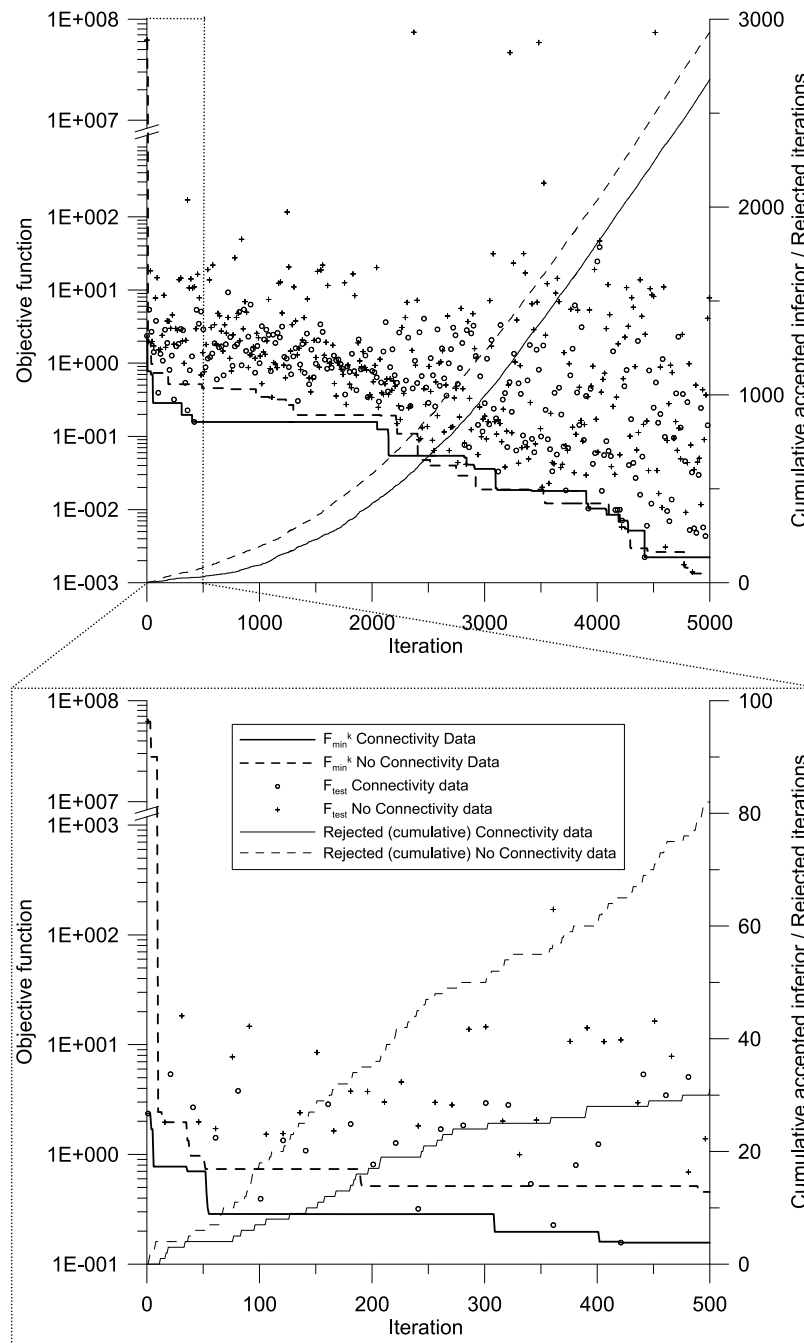 1E+008
1E+007
1E+002
1E+001
1E+000
1E-001
1E-002
1E-003
Objective function
3000
2000
1000
0
Cumulative accepted inferior / Rejected iterations
0 1000 2000 3000 4000 5000
Iteration
1E+008
1E+007
1E+003
1E+002
1E+001
1E+000
1E-001
Objective function
F_min^k Connectivity Data
F_min^k No Connectivity Data
F_test Connectivity data
F_test No Connectivity data
Rejected (cumulative) Connectivity data
Rejected (cumulative) No Connectivity data
100
80
60
40
20
0
Cumulative accepted inferior / Rejected iterations
0 100 200 300 400 500
Iteration